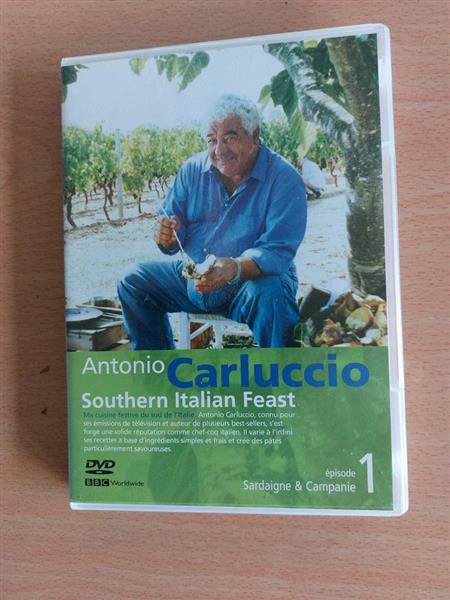 Antonio Carluccio
Southern Italian Feast
Ma cuisine festive du sud de l'Italie. Antonio Carluccio, connu pour
ses émissions de télévision et auteur de plusieurs best-sellers, s'est
forgé une solide réputation comme chef-coq italien. Il varie à l'infini
ses recettes à base d'ingrédients simples et frais et crée des pâtes
particulièrement savoureuses.
DVD
BBC Worldwide
épisode 1
Sardaigne & Campanie